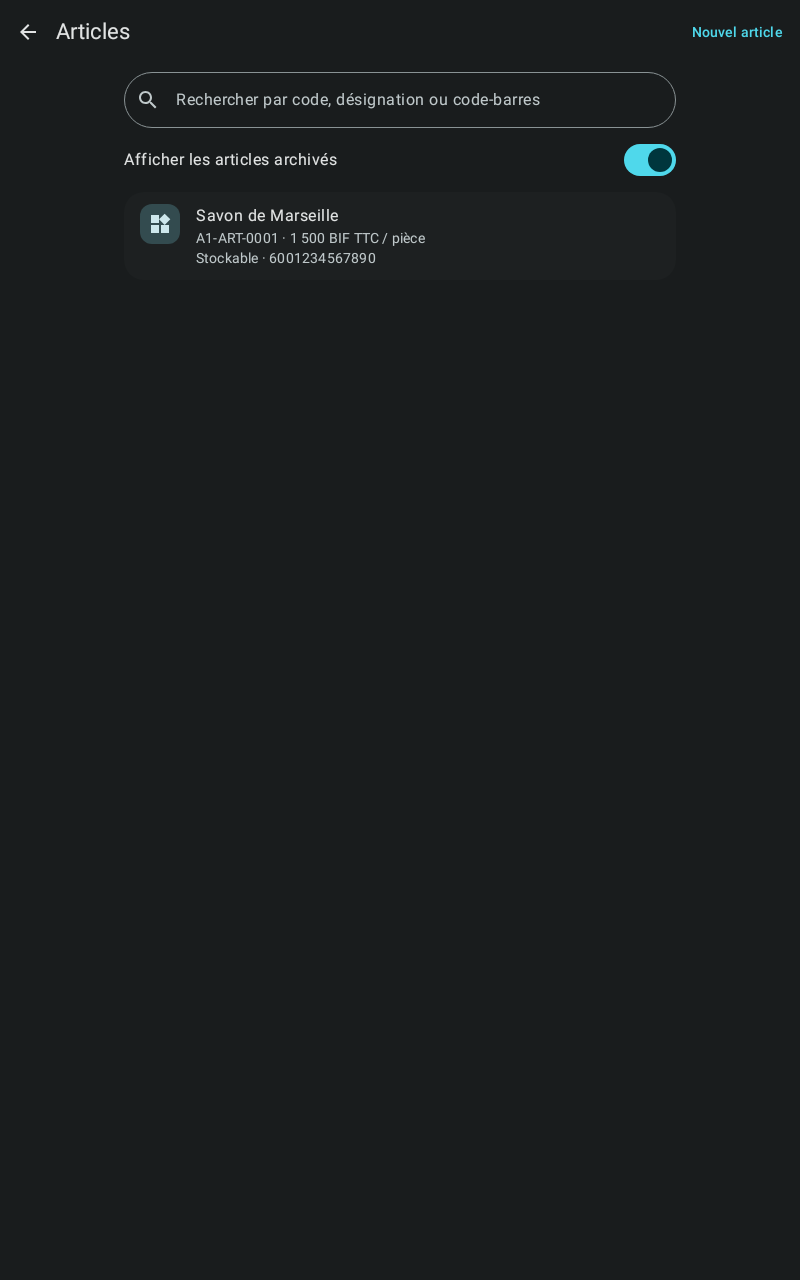 Articles
Nouvel article
Rechercher par code, désignation ou code-barres
Afficher les articles archivés
Savon de Marseille
A1-ART-0001 · 1 500 BIF TTC / pièce
Stockable · 6001234567890